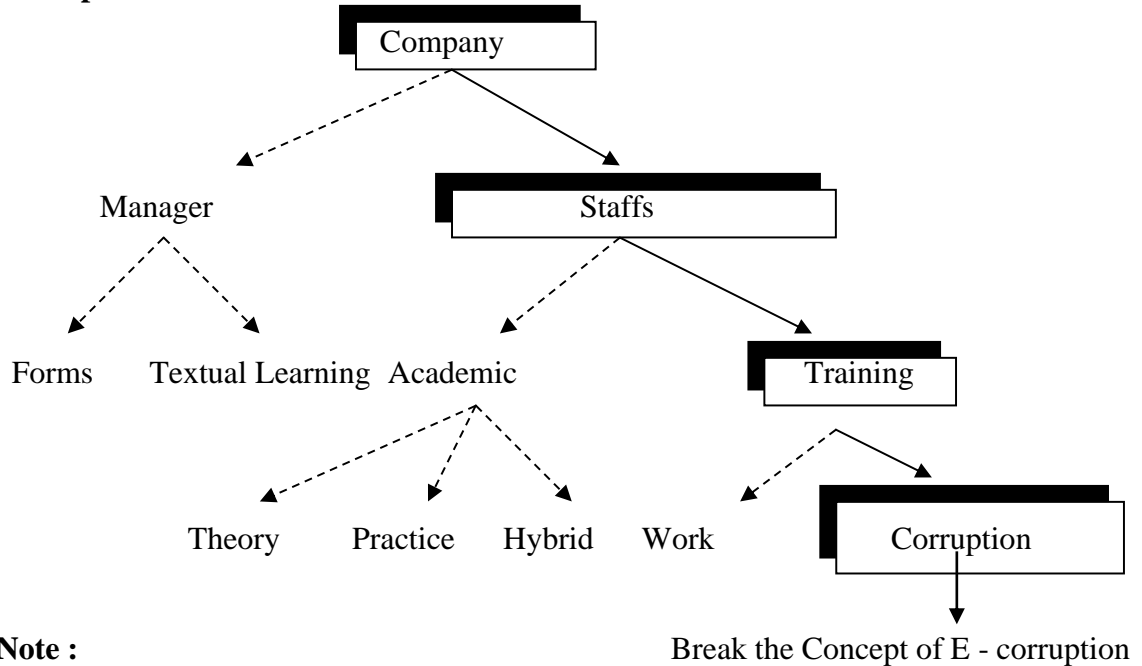 Company
Manager Staffs
Forms Textual Learning Academic Training
Theory Practice Hybrid Work Corruption
Note : Break the Concept of E - corruption